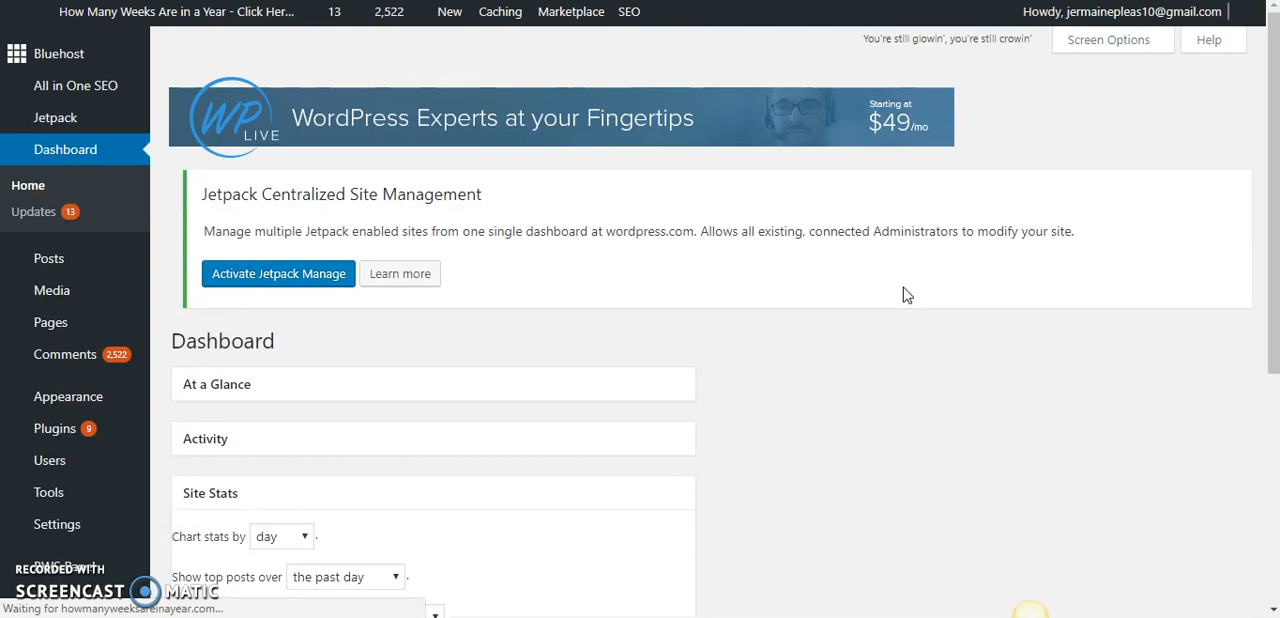 How Many Weeks Are in a Year - Click Her... 13 2,522 New Caching Marketplace SEO Howdy, jermainepleas10@gmail.com
You're still glowin', you're still crowin' Screen Options Help
Bluehost
All in One SEO
Jetpack
Dashboard
Home
Updates 13
Posts
Media
Pages
Comments 2,522
Appearance
Plugins 9
Users
Tools
Settings
RECORDED WITH
SCREENCAST MATIC
Waiting for howmanyweeksareinayear.com...
WP LIVE WordPress Experts at your Fingertips Starting at $49/mo
Jetpack Centralized Site Management
Manage multiple Jetpack enabled sites from one single dashboard at wordpress.com. Allows all existing, connected Administrators to modify your site.
Activate Jetpack Manage Learn more
Dashboard
At a Glance
Activity
Site Stats
Chart stats by day .
Show top posts over the past day .